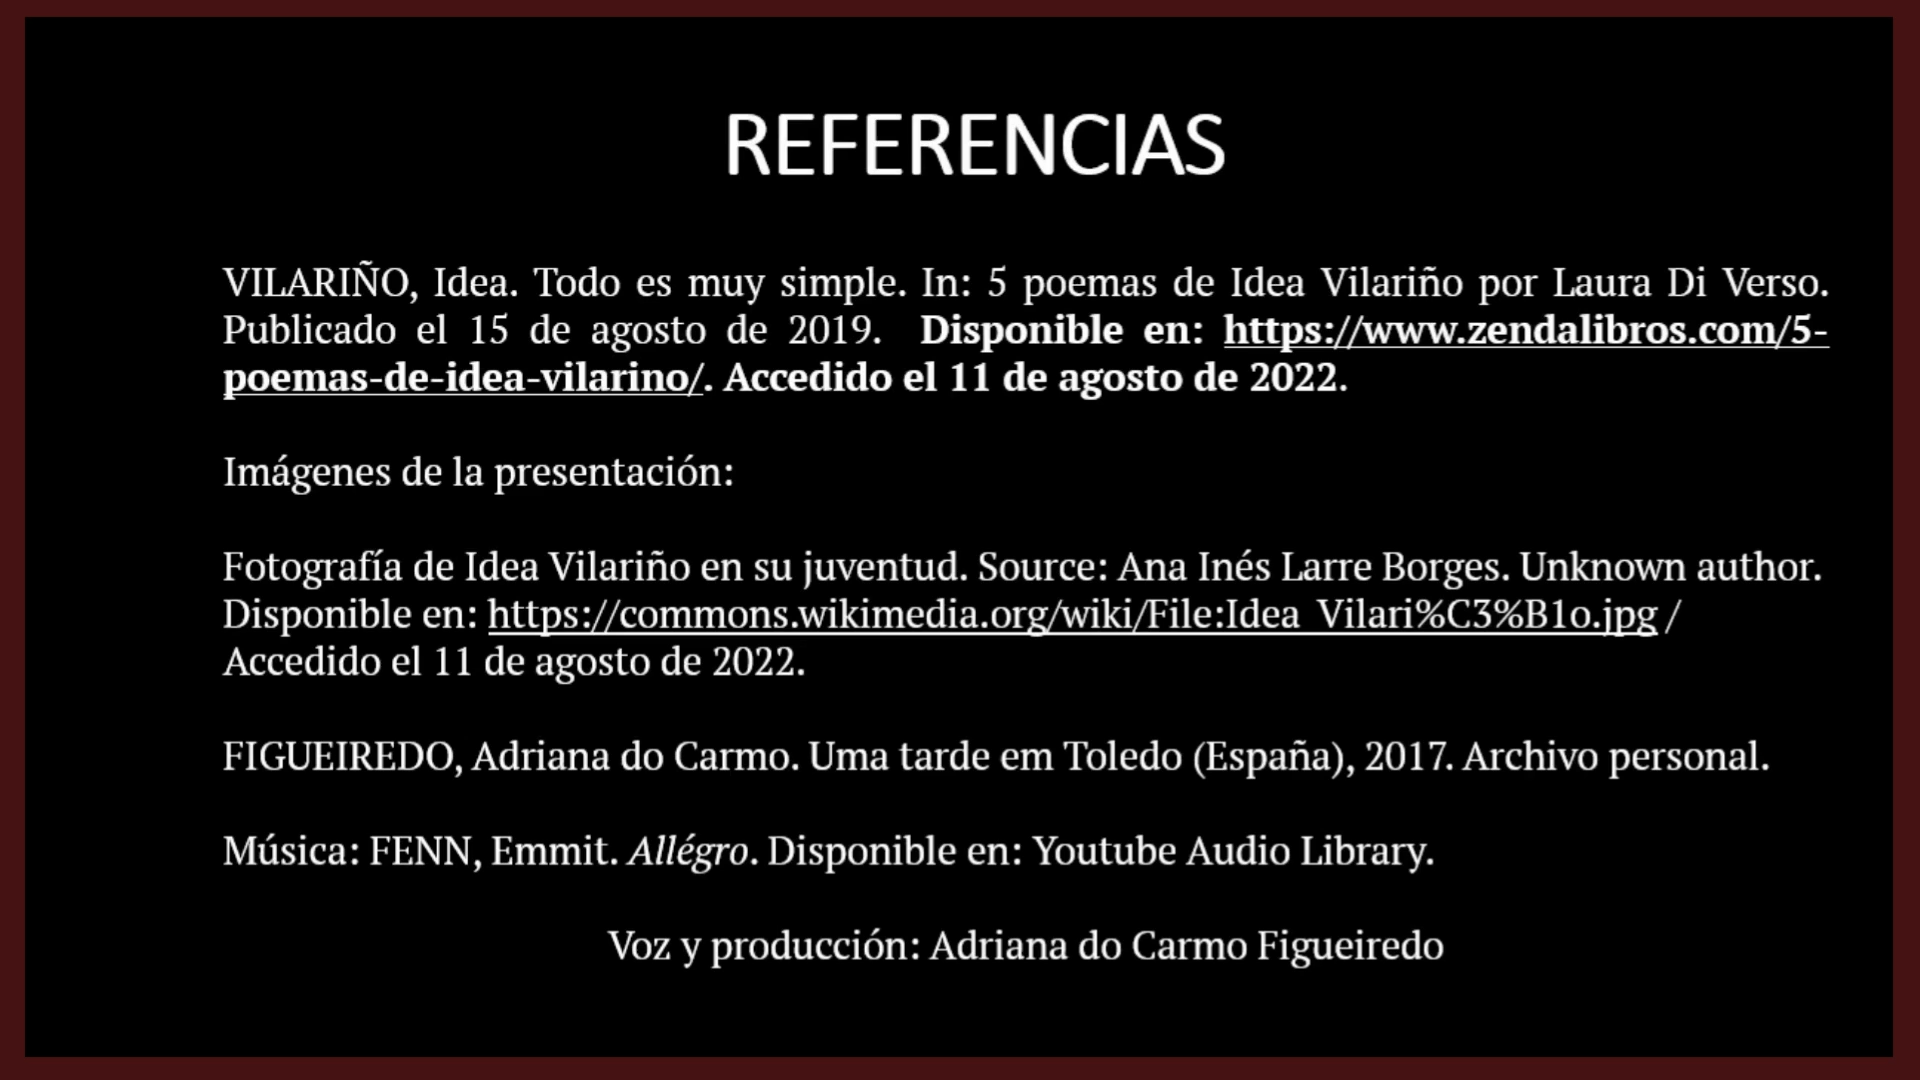 REFERENCIAS
VILARIÑO, Idea. Todo es muy simple. In: 5 poemas de Idea Vilariño por Laura Di Verso.
Publicado el 15 de agosto de 2019. Disponible en: https://www.zendalibros.com/5-
poemas-de-idea-vilarino/. Accedido el 11 de agosto de 2022.
Imágenes de la presentación:
Fotografía de Idea Vilariño en su juventud. Source: Ana Inés Larre Borges. Unknown author.
Disponible en: https://commons.wikimedia.org/wiki/File:Idea_Vilari%C3%B1o.jpg /
Accedido el 11 de agosto de 2022.
FIGUEIREDO, Adriana do Carmo. Uma tarde em Toledo (España), 2017. Archivo personal.
Música: FENN, Emmit. Allégro. Disponible en: Youtube Audio Library.
Voz y producción: Adriana do Carmo Figueiredo